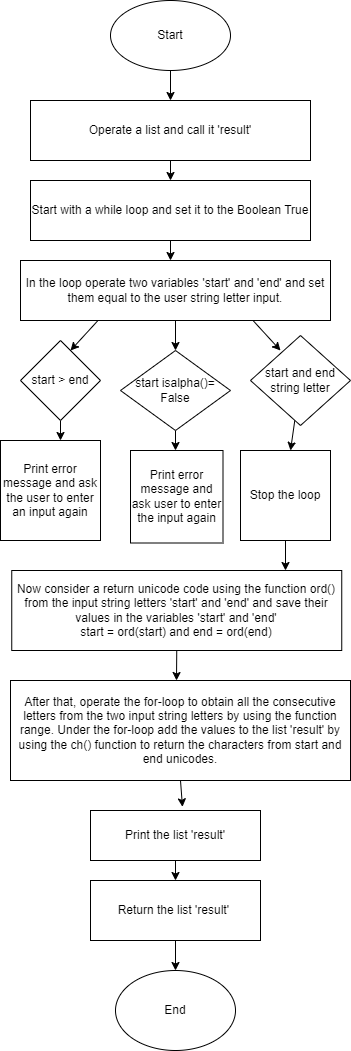 Start
Operate a list and call it 'result'
Start with a while loop and set it to the Boolean True
In the loop operate two variables 'start' and 'end' and set
them equal to the user string letter input.
start > end
start isalpha()=
False
start and end
string letter
Print error
message and ask
the user to enter
an input again
Print error
message and
ask user to enter
the input again
Stop the loop
Now consider a return unicode code using the function ord()
from the input string letters 'start' and 'end' and save their
values in the variables 'start' and 'end'
start = ord(start) and end = ord(end)
After that, operate the for-loop to obtain all the consecutive
letters from the two input string letters by using the function
range. Under the for-loop add the values to the list 'result' by
using the ch() function to return the characters from start and
end unicodes.
Print the list 'result'
Return the list 'result'
End